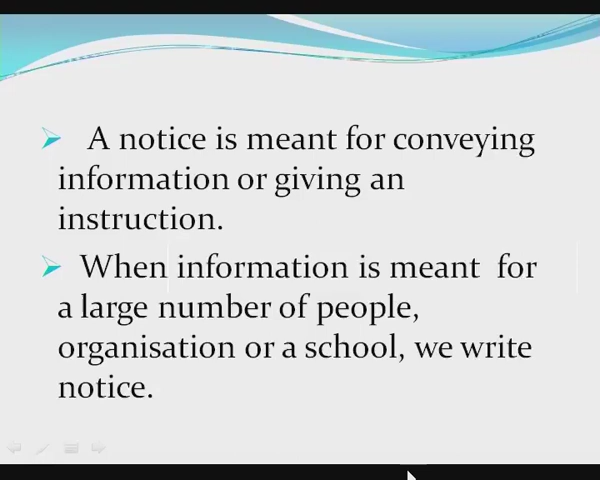 A notice is meant for conveying
information or giving an
instruction.
When information is meant for
a large number of people,
organisation or a school, we write
notice.